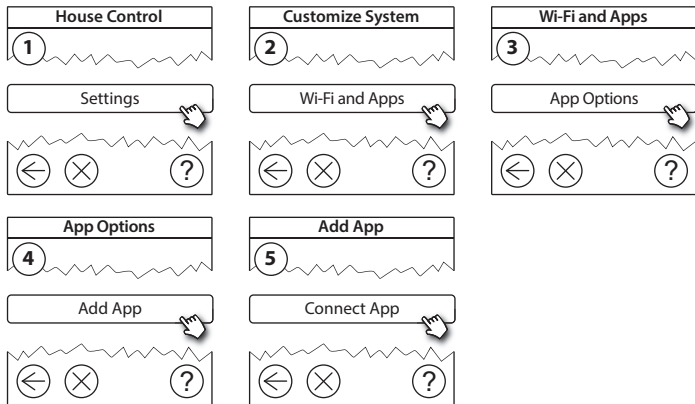 House Control
1
Settings
?
Customize System
2
Wi-Fi and Apps
?
Wi-Fi and Apps
3
App Options
?
App Options
4
Add App
?
Add App
5
Connect App
?